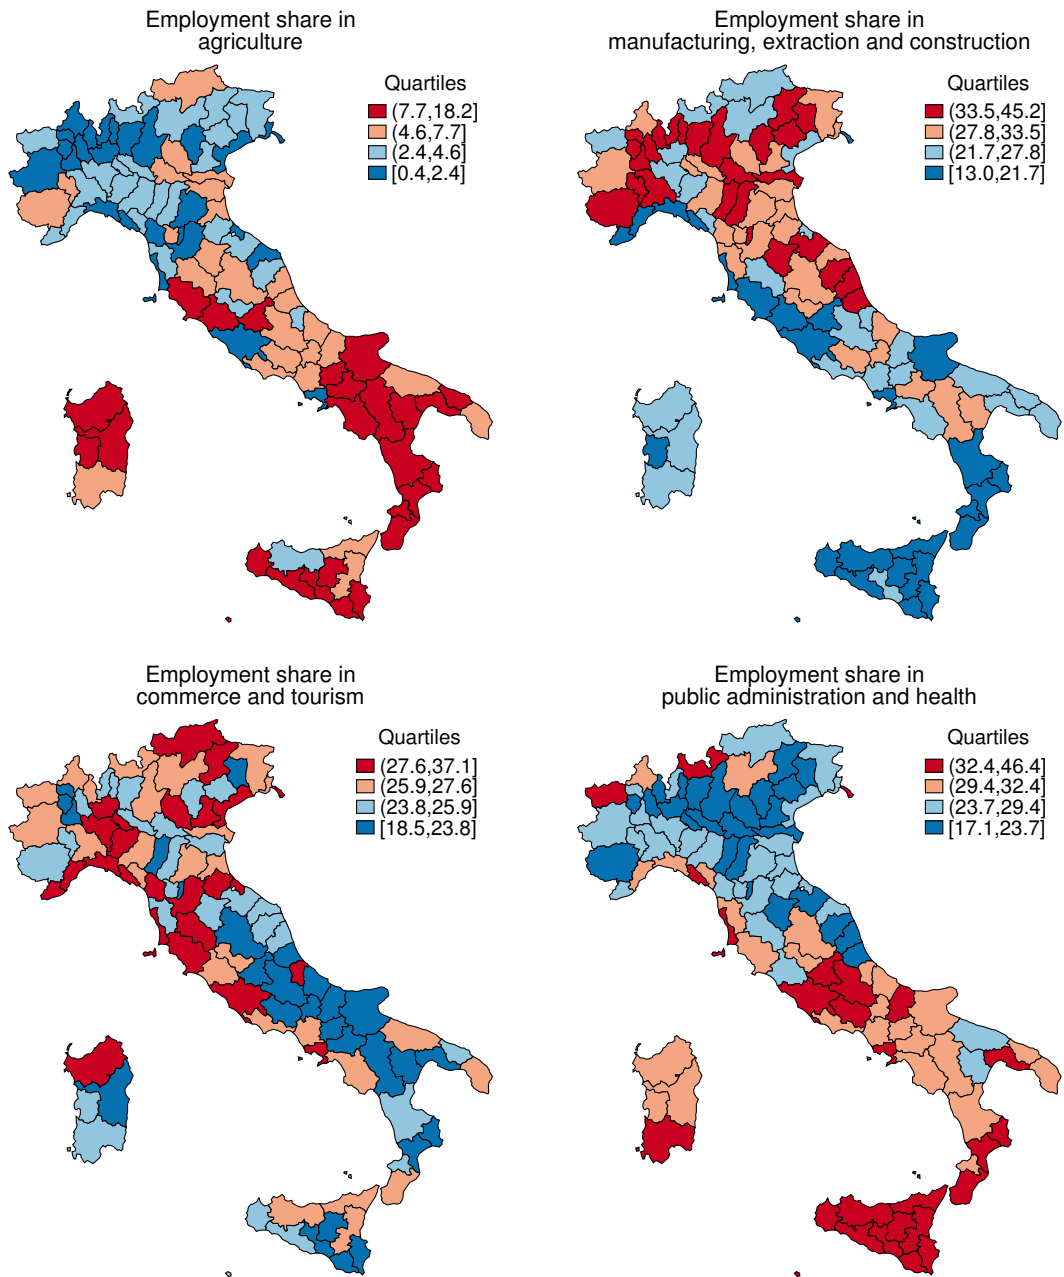 Employment share in
agriculture
Quartiles
(7.7,18.2]
(4.6,7.7]
(2.4,4.6]
[0.4,2.4]
Employment share in
manufacturing, extraction and construction
Quartiles
(33.5,45.2]
(27.8,33.5]
(21.7,27.8]
[13.0,21.7]
Employment share in
commerce and tourism
Quartiles
(27.6,37.1]
(25.9,27.6]
(23.8,25.9]
[18.5,23.8]
Employment share in
public administration and health
Quartiles
(32.4,46.4]
(29.4,32.4]
(23.7,29.4]
[17.1,23.7]